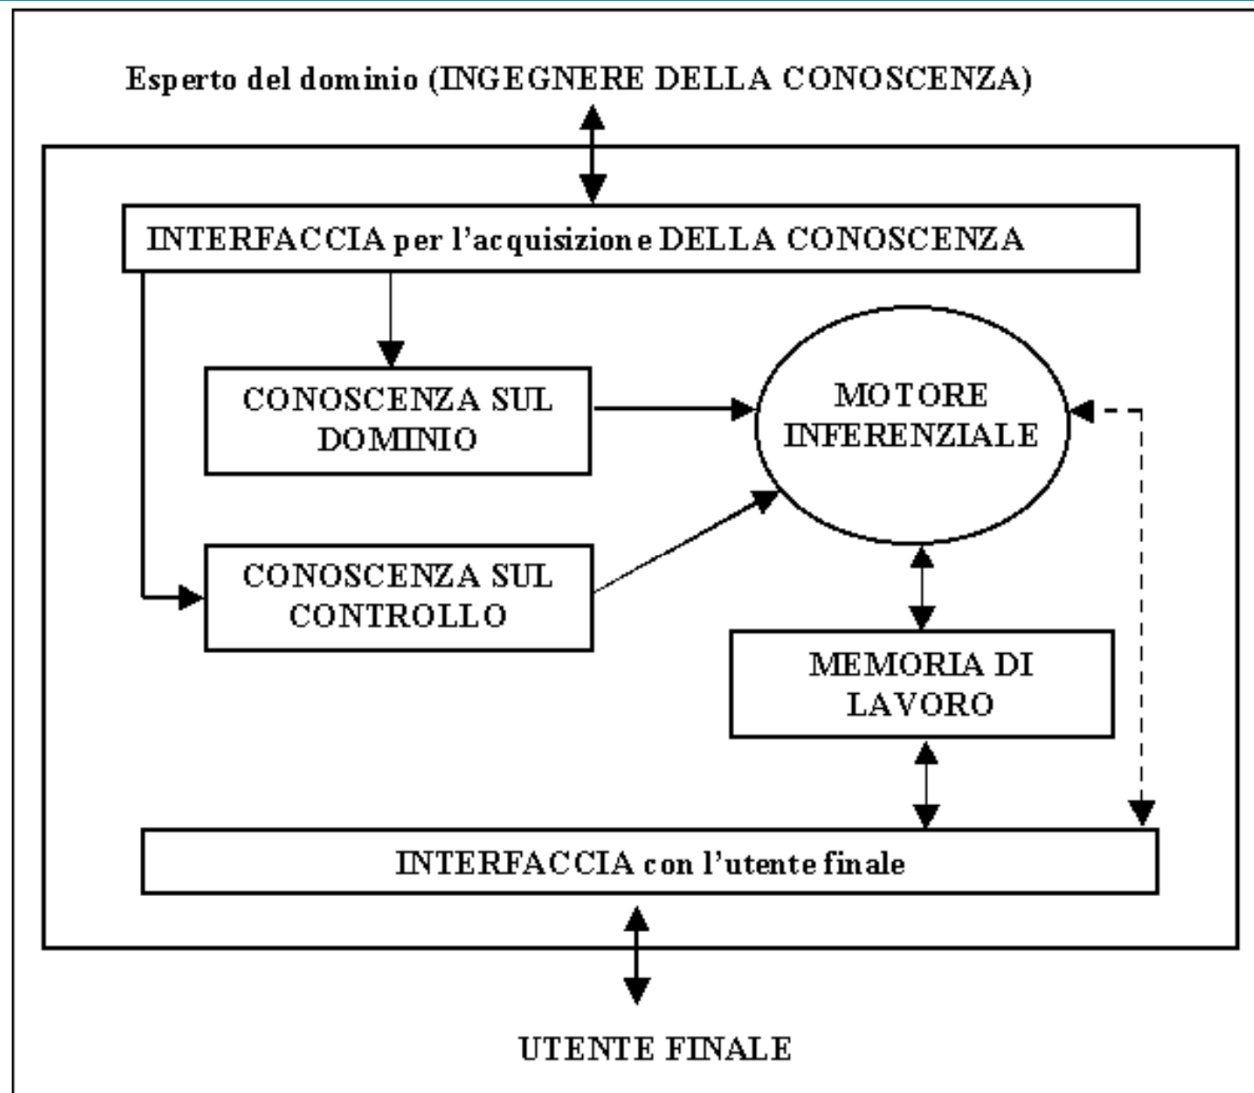 Esperto del dominio (INGEGNERE DELLA CONOSCENZA)
INTERFACCIA per l'acquisizione DELLA CONOSCENZA
CONOSCENZA SUL
DOMINIO
MOTORE
INFERENZIALE
CONOSCENZA SUL
CONTROLLO
MEMORIA DI
LAVORO
INTERFACCIA con l'utente finale
UTENTE FINALE